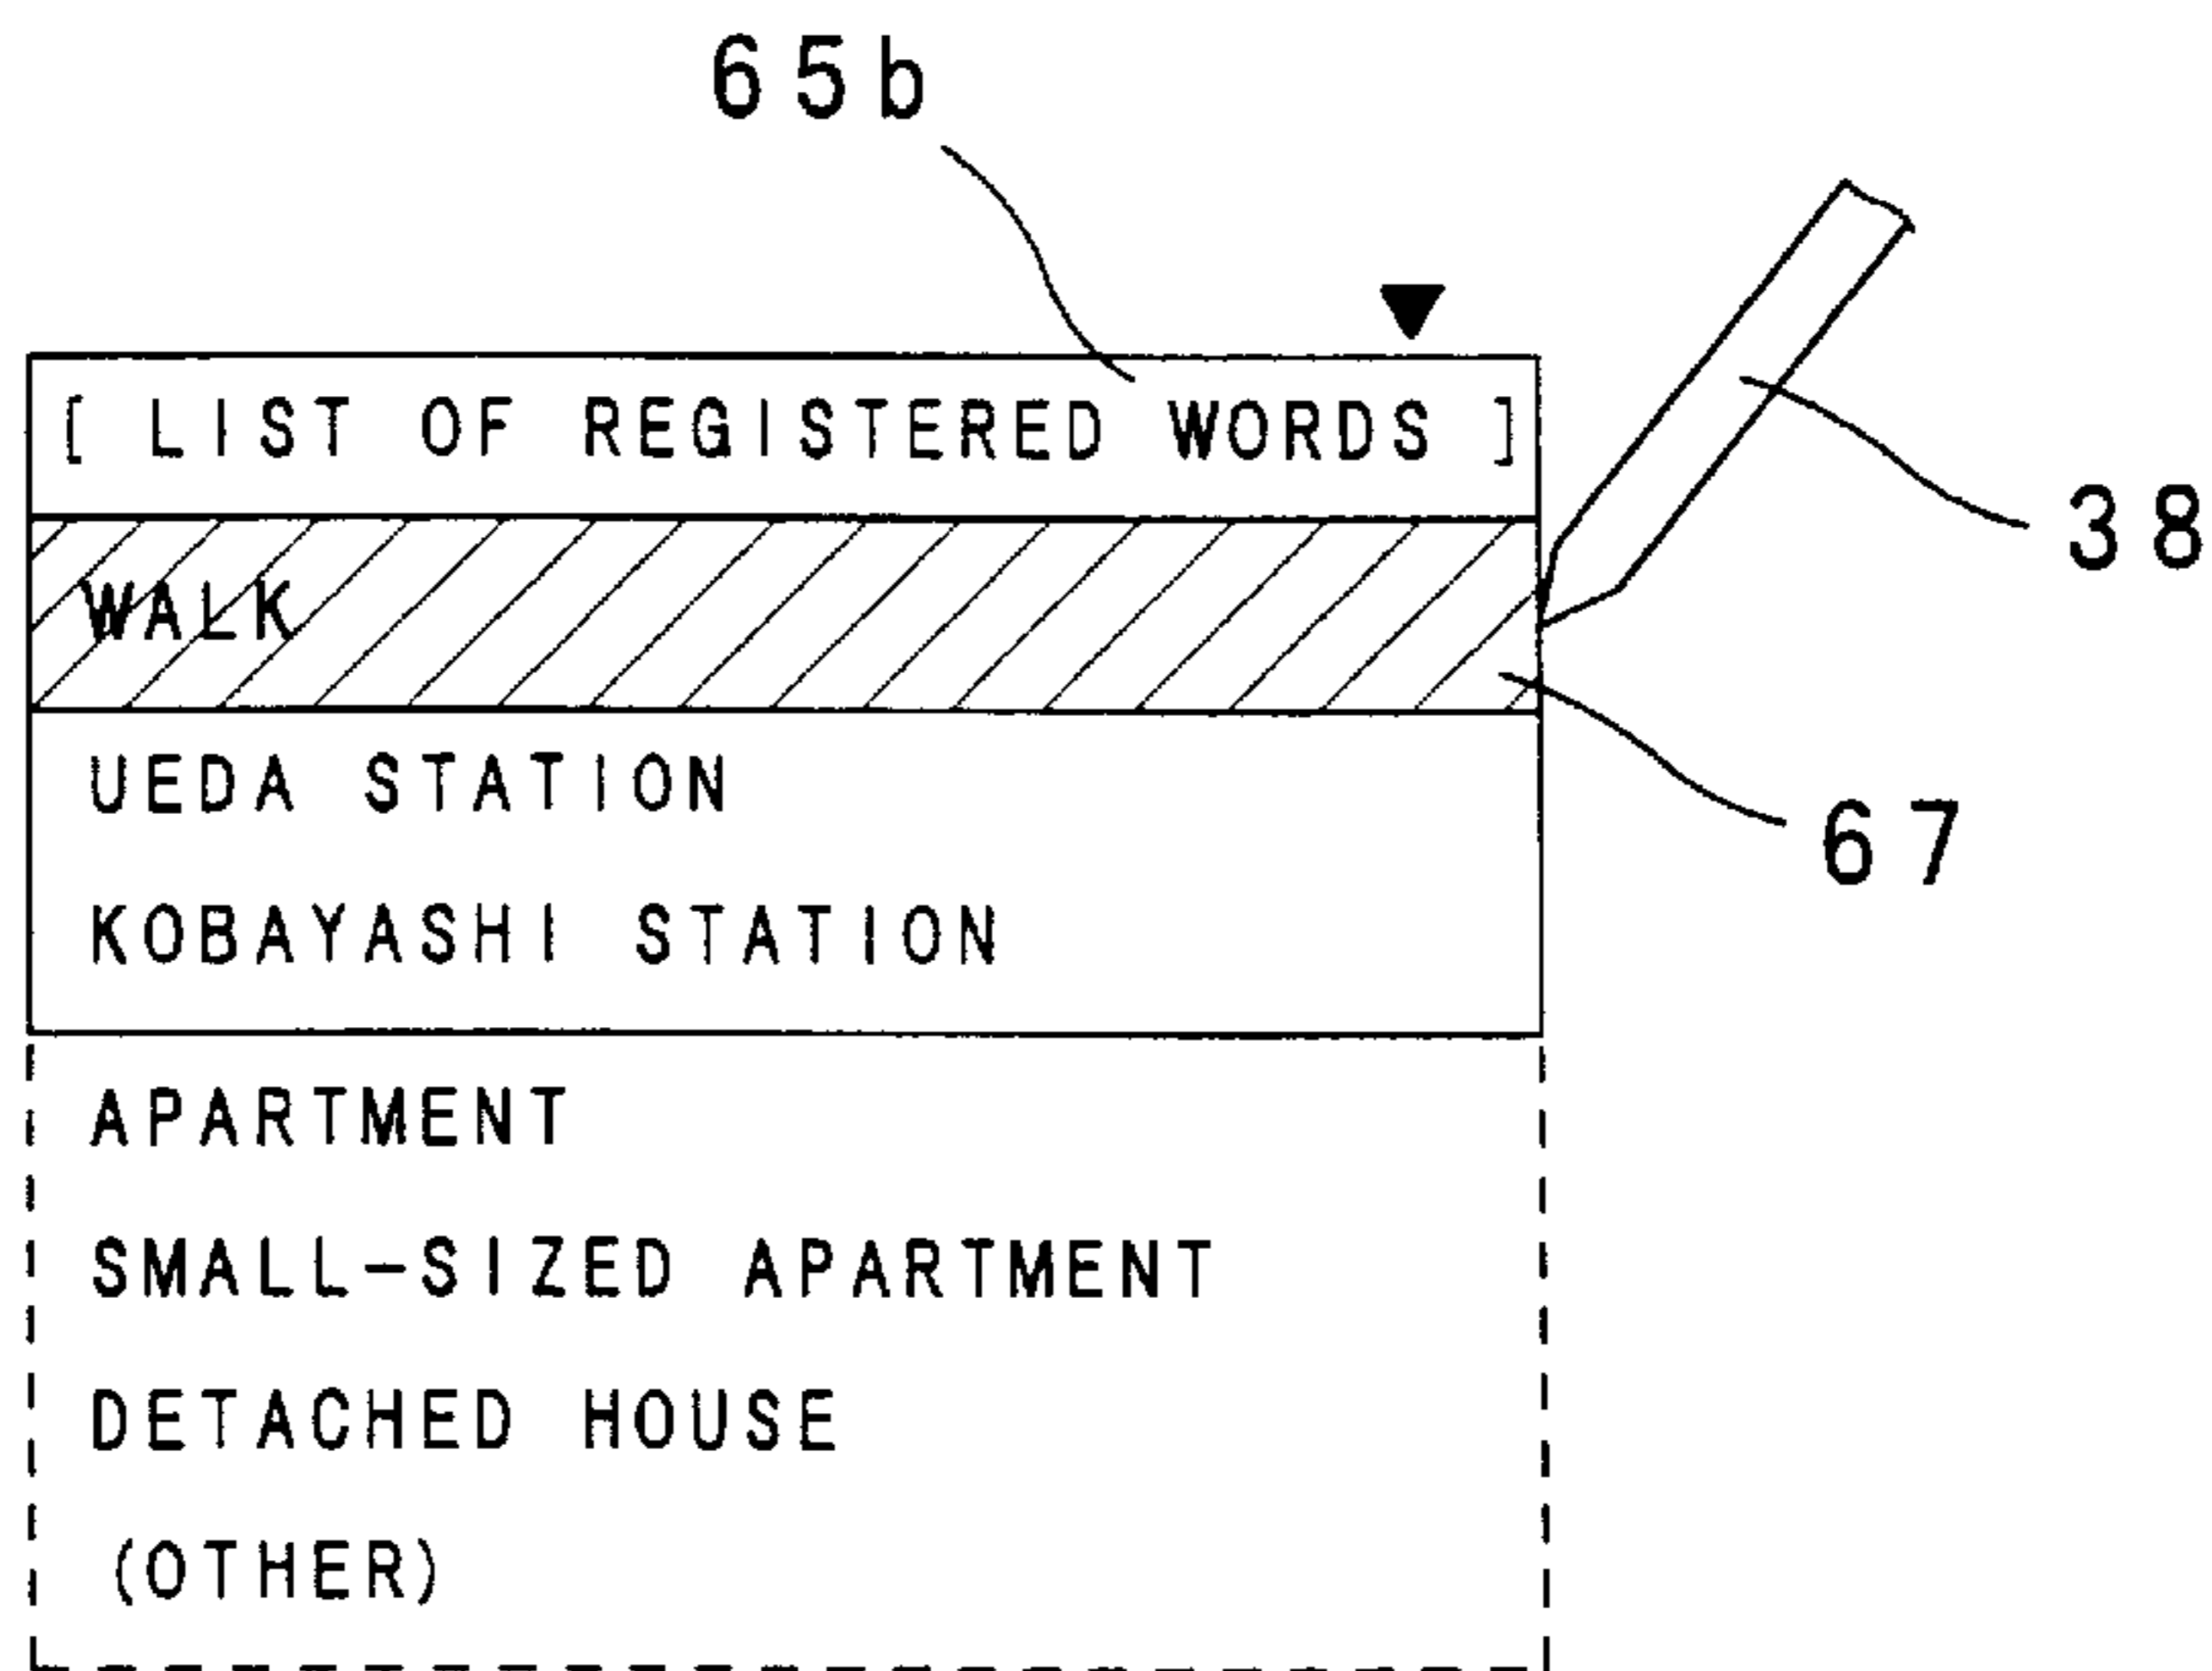 65b
[ LIST OF REGISTERED WORDS ]
38
WALK
67
UEDA STATION
KOBAYASHI STATION
APARTMENT
SMALL-SIZED APARTMENT
DETACHED HOUSE
(OTHER)